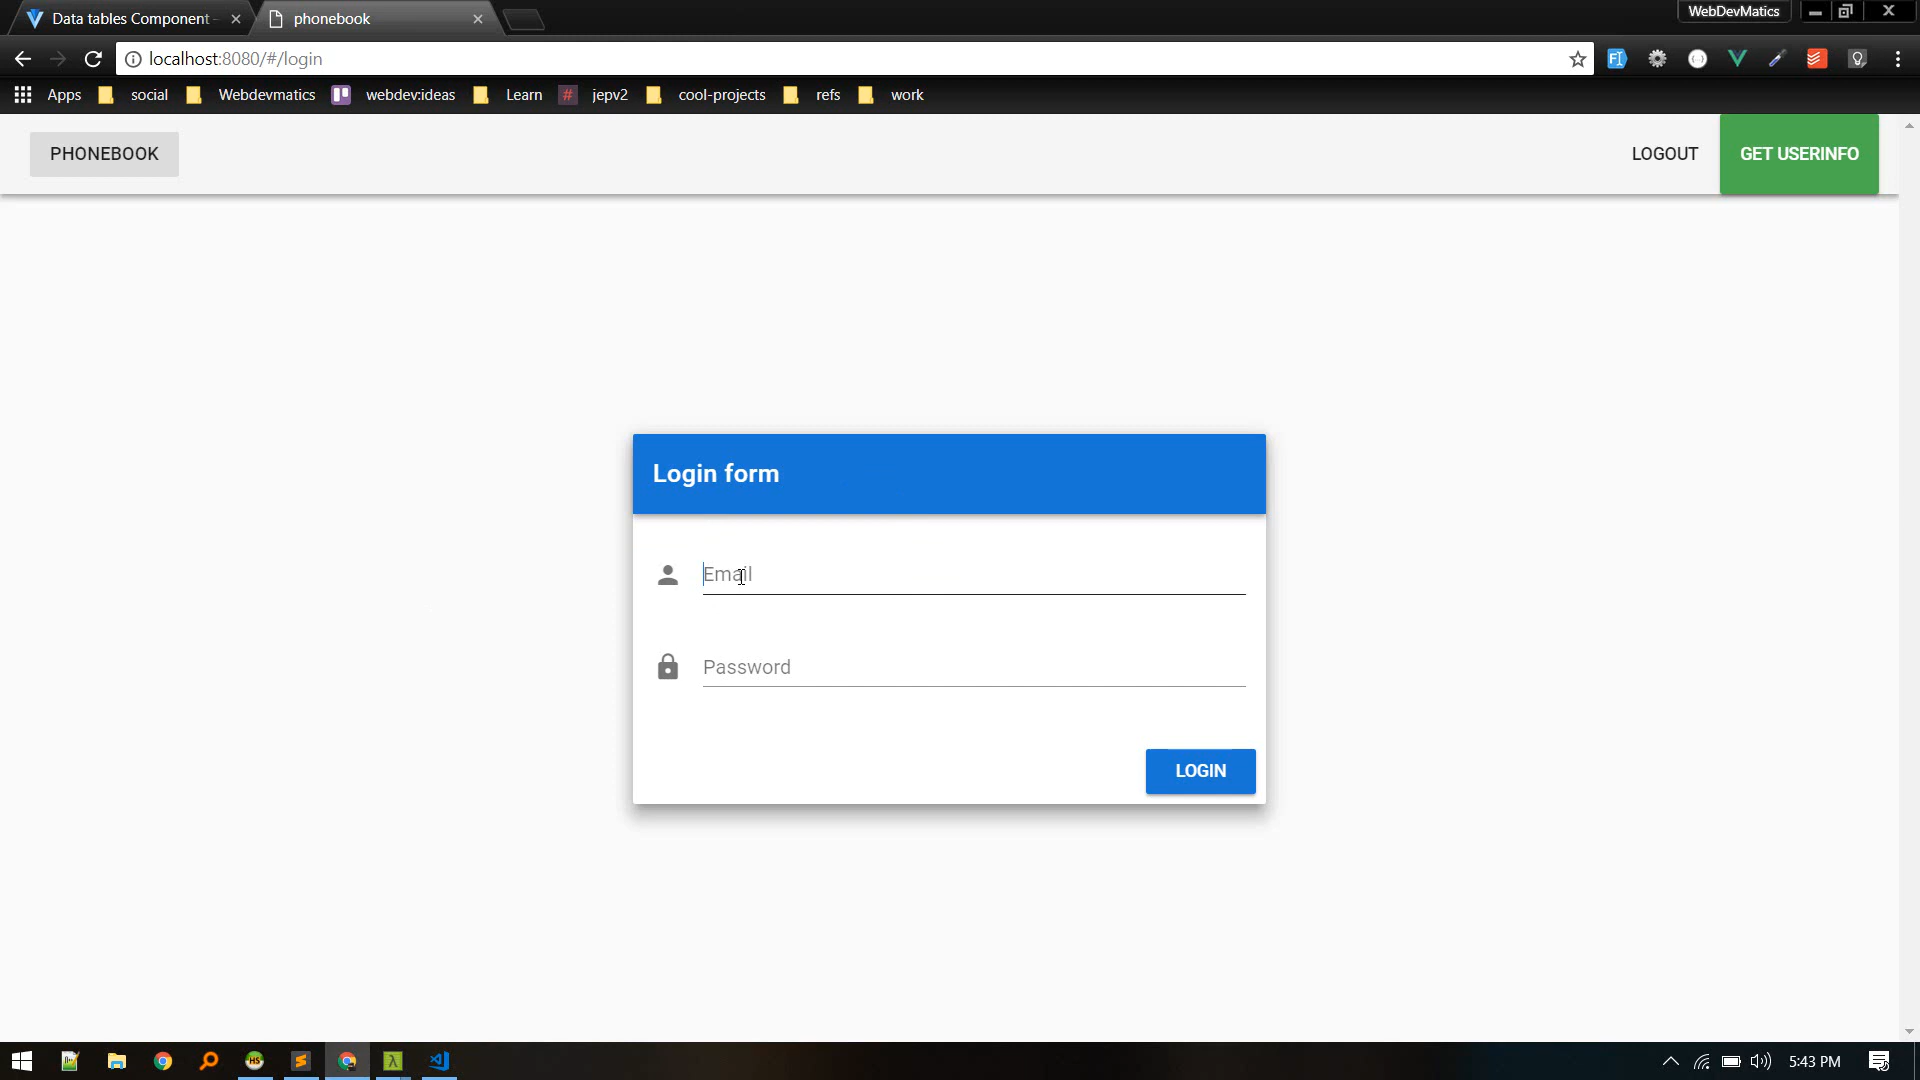 Data tables Component
phonebook
WebDevMatics
localhost:8080/#/login
Apps social Webdevmatics webdev:ideas Learn # jepv2 cool-projects refs work
PHONEBOOK LOGOUT GET USERINFO
Login form
Email
Password
LOGIN
5:43 PM